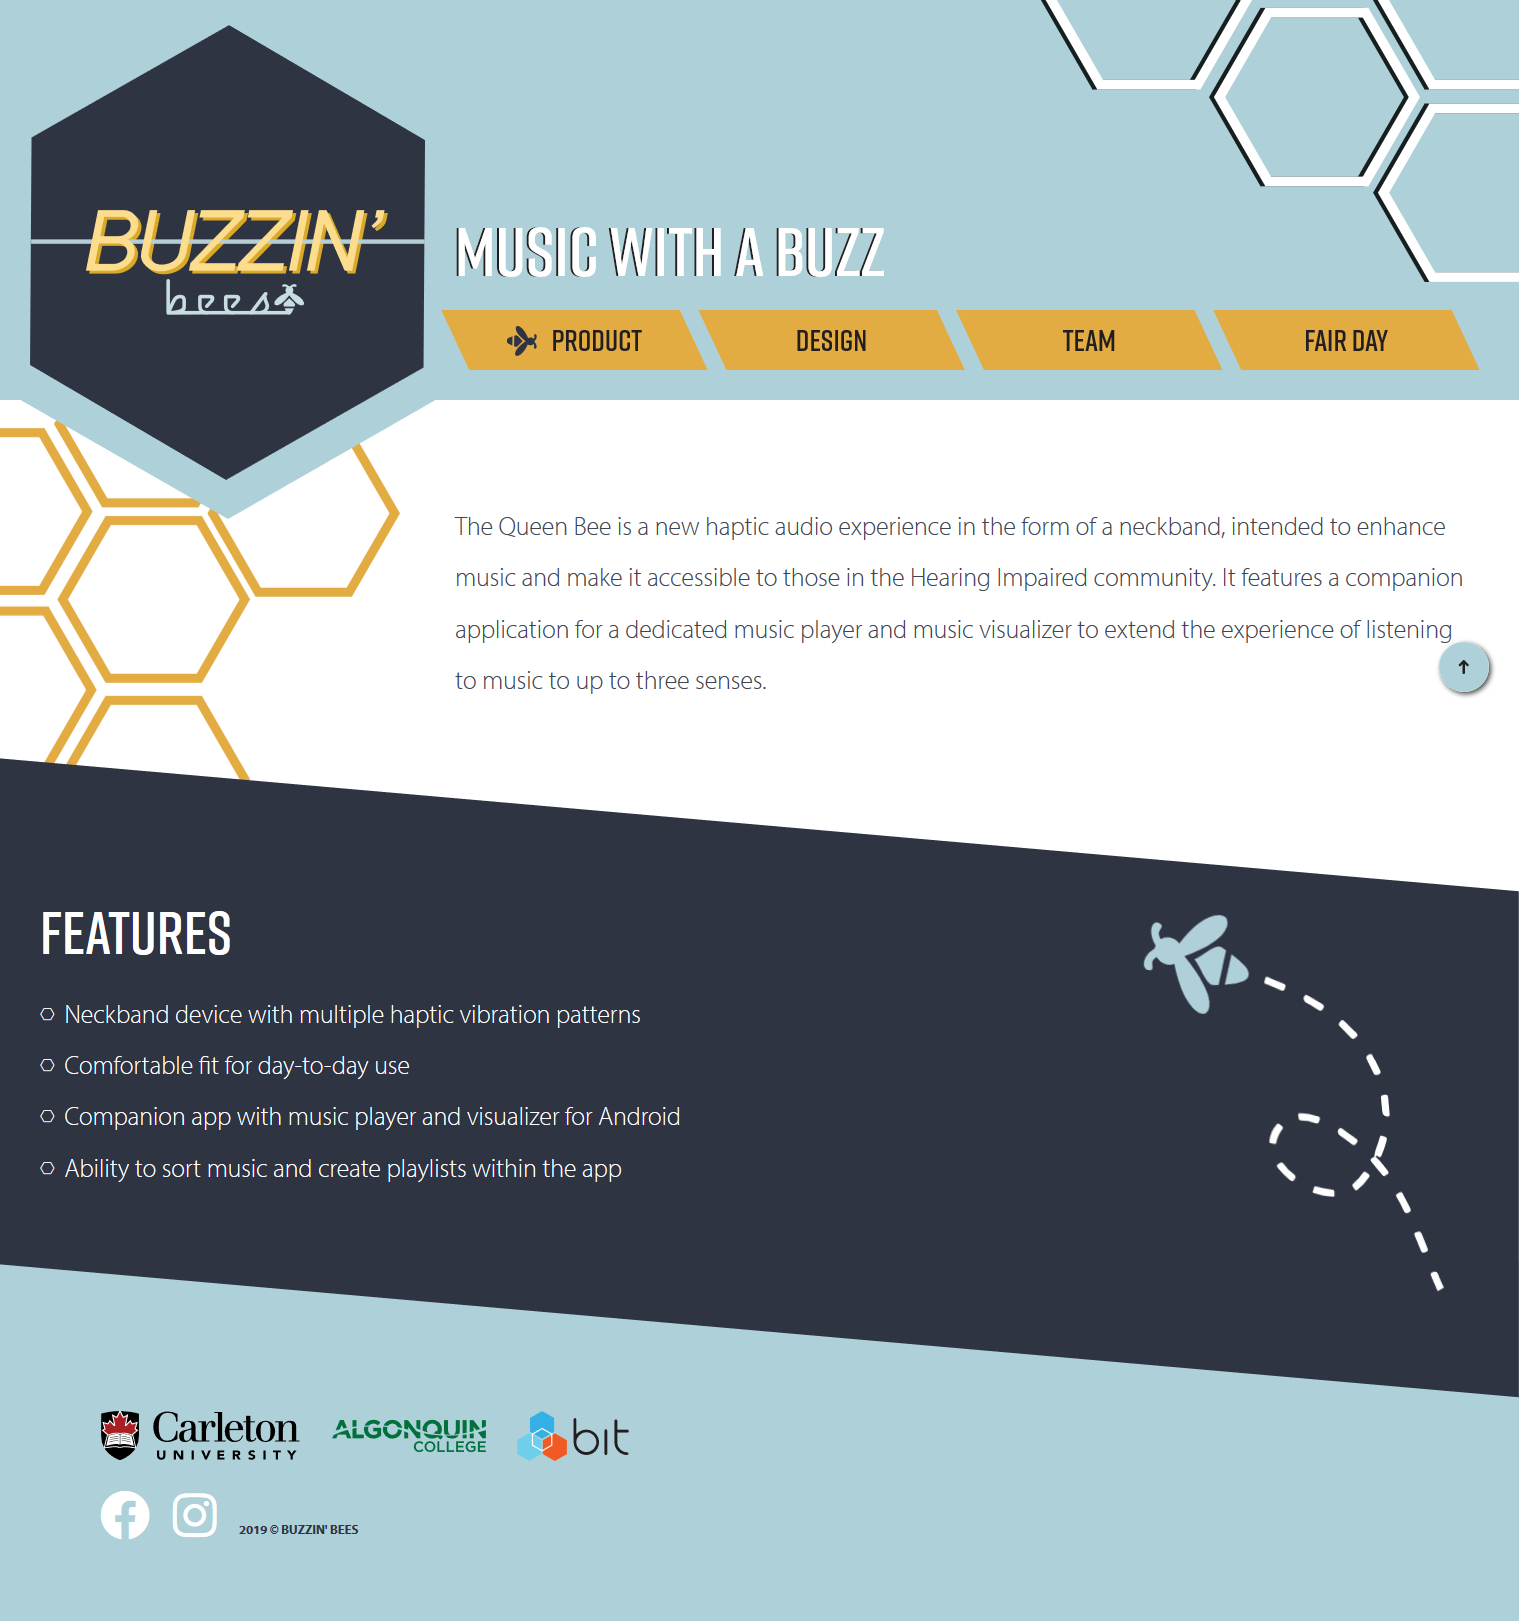 BUZZIN'
bees
MUSIC WITH A BUZZ
PRODUCT
DESIGN
TEAM
FAIR DAY
The Queen Bee is a new haptic audio experience in the form of a neckband, intended to enhance
music and make it accessible to those in the Hearing Impaired community. It features a companion
application for a dedicated music player and music visualizer to extend the experience of listening
to music to up to three senses.
FEATURES
Neckband device with multiple haptic vibration patterns
Comfortable fit for day-to-day use
Companion app with music player and visualizer for Android
Ability to sort music and create playlists within the app
Carleton
UNIVERSITY
ALGONQUIN
COLLEGE
bit
2019 © BUZZIN' BEES